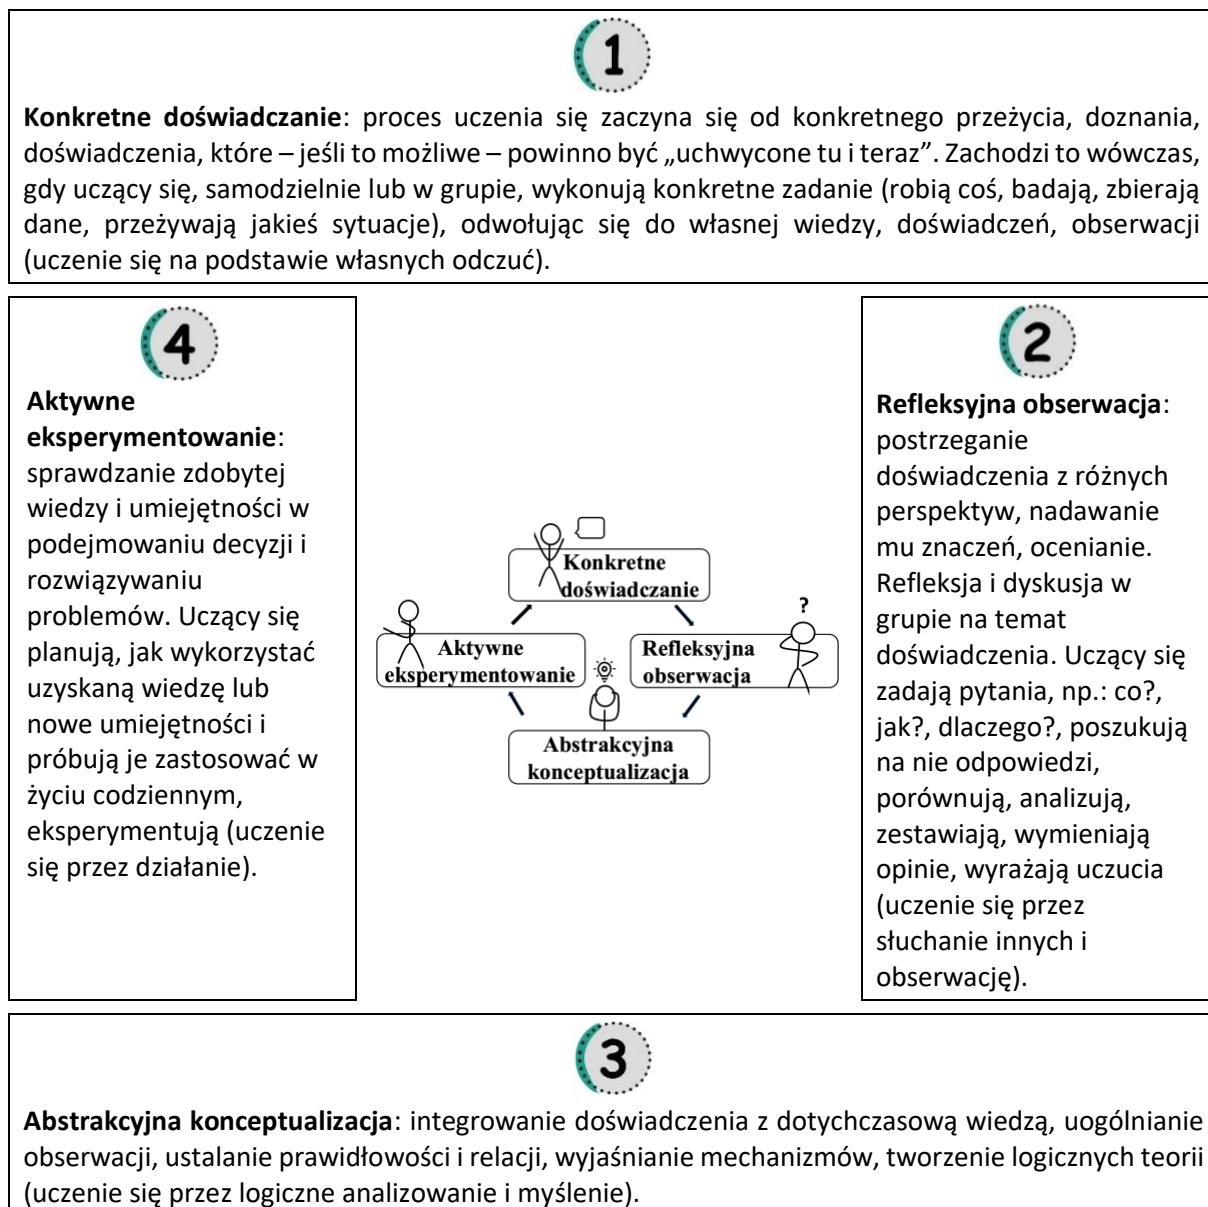 1
Konkretne doświadczanie: proces uczenia się zaczyna się od konkretnego przeżycia, doznania,
doświadczenia, które – jeśli to możliwe – powinno być „uchwycone tu i teraz”. Zachodzi to wówczas,
gdy uczący się, samodzielnie lub w grupie, wykonują konkretne zadanie (robią coś, badają, zbierają
dane, przeżywają jakieś sytuacje), odwołując się do własnej wiedzy, doświadczeń, obserwacji
(uczenie się na podstawie własnych odczuć).
4
Aktywne
eksperymentowanie:
sprawdzanie zdobytej
wiedzy i umiejętności w
podejmowaniu decyzji i
rozwiązywaniu
problemów. Uczący się
planują, jak wykorzystać
uzyskaną wiedzę lub
nowe umiejętności i
próbują je zastosować w
życiu codziennym,
eksperymentują (uczenie
się przez działanie).
Konkretne
doświadczanie
?
Aktywne
eksperymentowanie
Refleksyjna
obserwacja
Abstrakcyjna
konceptualizacja
2
Refleksyjna obserwacja:
postrzeganie
doświadczenia z różnych
perspektyw, nadawanie
mu znaczeń, ocenianie.
Refleksja i dyskusja w
grupie na temat
doświadczenia. Uczący się
zadają pytania, np.: co?,
jak?, dlaczego?, poszukują
na nie odpowiedzi,
porównują, analizują,
zestawiają, wymieniają
opinie, wyrażają uczucia
(uczenie się przez
słuchanie innych i
obserwację).
3
Abstrakcyjna konceptualizacja: integrowanie doświadczenia z dotychczasową wiedzą, uogólnianie
obserwacji, ustalanie prawidłowości i relacji, wyjaśnianie mechanizmów, tworzenie logicznych teorii
(uczenie się przez logiczne analizowanie i myślenie).